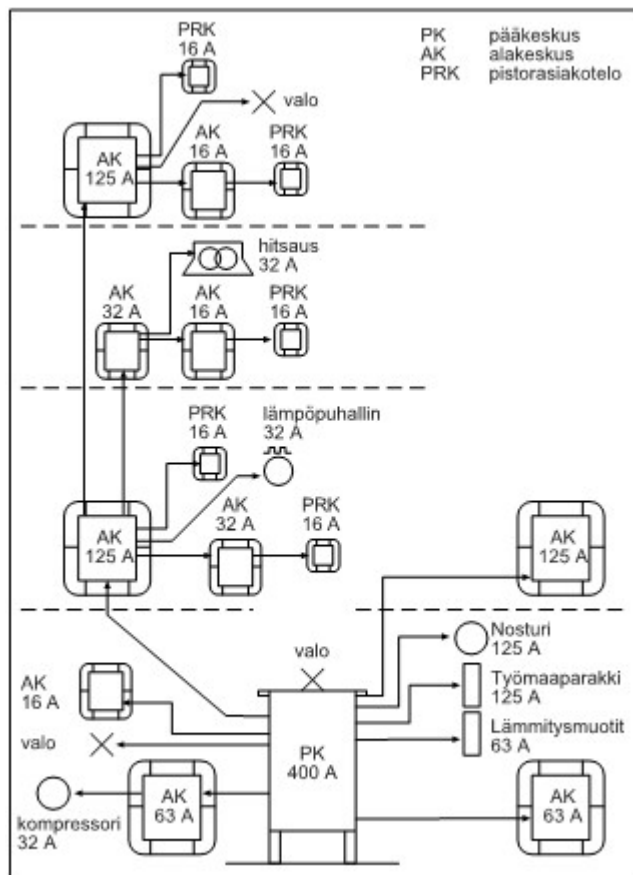 PK pääkeskus
AK alakeskus
PRK pistorasiakotelo
PRK
16 A
valo
AK
125 A
AK
16 A
PRK
16 A
hitsaus
32 A
AK
32 A
AK
16 A
PRK
16 A
PRK
16 A
lämpöpuhallin
32 A
AK
125 A
AK
32 A
PRK
16 A
AK
125 A
valo
Nosturi
125 A
Työmaaparakki
125 A
Lämmitysmuotit
63 A
AK
16 A
valo
PK
400 A
AK
63 A
kompressori
32 A
AK
63 A